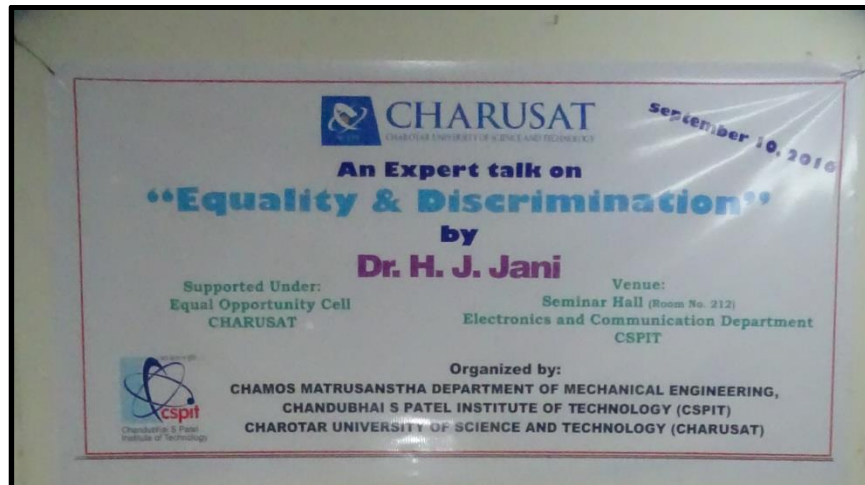 CHARUSAT
CHAROTAR UNIVERSITY OF SCIENCE AND TECHNOLOGY
September 10, 2016
An Expert talk on
“Equality & Discrimination”
by
Dr. H. J. Jani
Supported Under:
Equal Opportunity Cell
CHARUSAT
Venue:
Seminar Hall (Room No. 212)
Electronics and Communication Department
CSPIT
cspit
Chandubhai S Patel
Institute of Technology
Organized by:
CHAMOS MATRUSANSTHA DEPARTMENT OF MECHANICAL ENGINEERING,
CHANDUBHAI S PATEL INSTITUTE OF TECHNOLOGY (CSPIT)
CHAROTAR UNIVERSITY OF SCIENCE AND TECHNOLOGY (CHARUSAT)